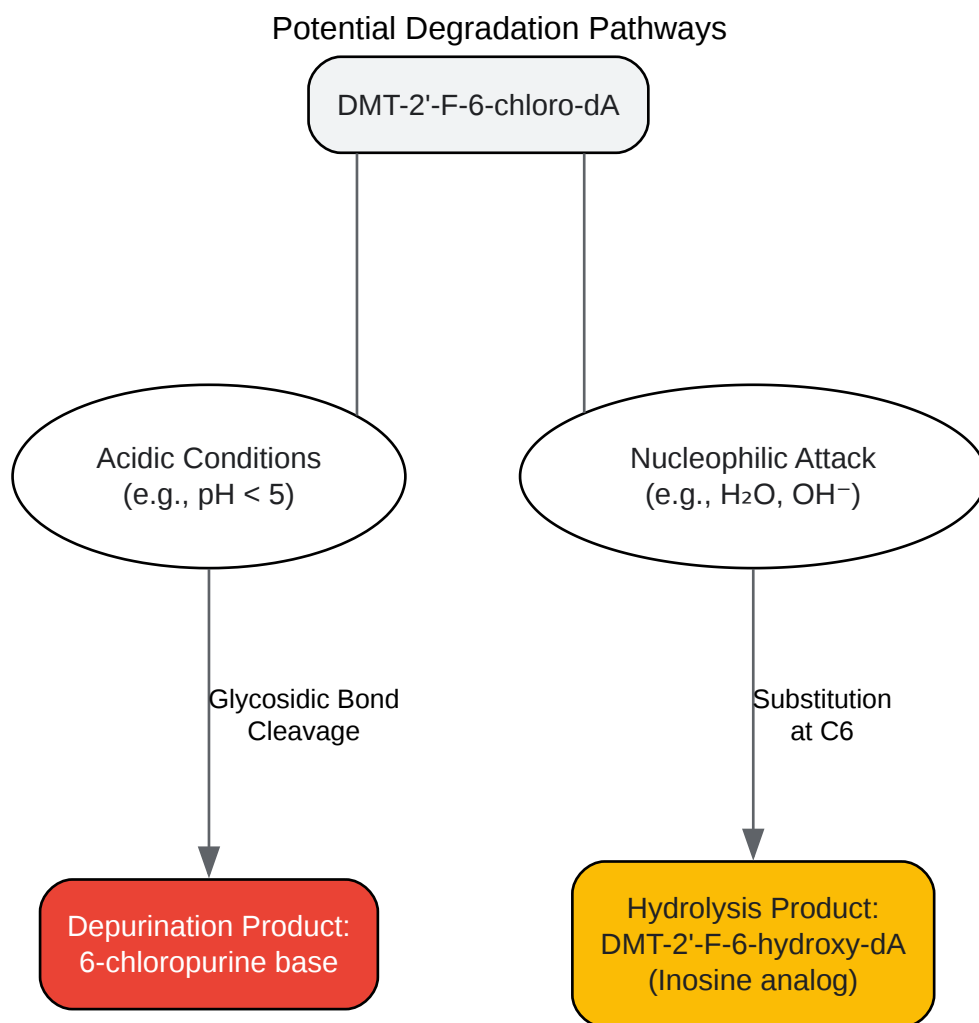 Potential Degradation Pathways
DMT-2'-F-6-chloro-dA
Acidic Conditions
(e.g., pH < 5)
Nucleophilic Attack
(e.g., H₂O, OH⁻)
Glycosidic Bond
Cleavage
Substitution
at C6
Depurination Product:
6-chloropurine base
Hydrolysis Product:
DMT-2'-F-6-hydroxy-dA
(Inosine analog)